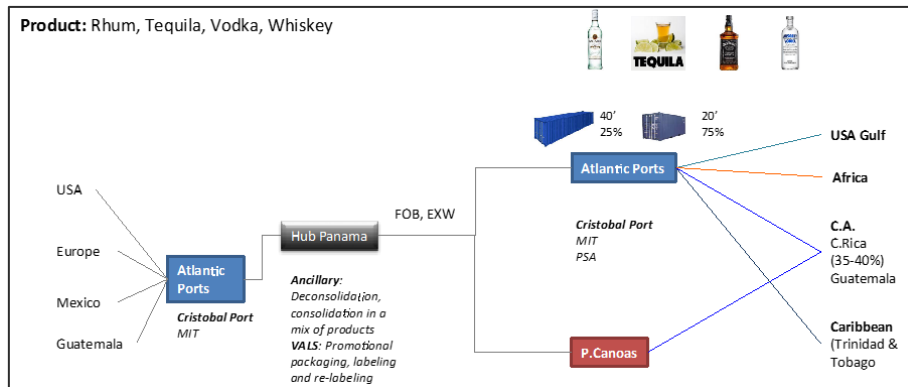 Product: Rhum, Tequila, Vodka, Whiskey
TEQUILA
40’
25%
20’
75%
USA
Europe
Mexico
Guatemala
Atlantic
Ports
Cristobal Port
MIT
Hub Panama
Ancillary:
Deconsolidation,
consolidation in a
mix of products
VALS: Promotional
packaging, labeling
and re-labeling
FOB, EXW
Atlantic Ports
Cristobal Port
MIT
PSA
P.Canoas
USA Gulf
Africa
C.A.
C.Rica
(35-40%)
Guatemala
Caribbean
(Trinidad &
Tobago